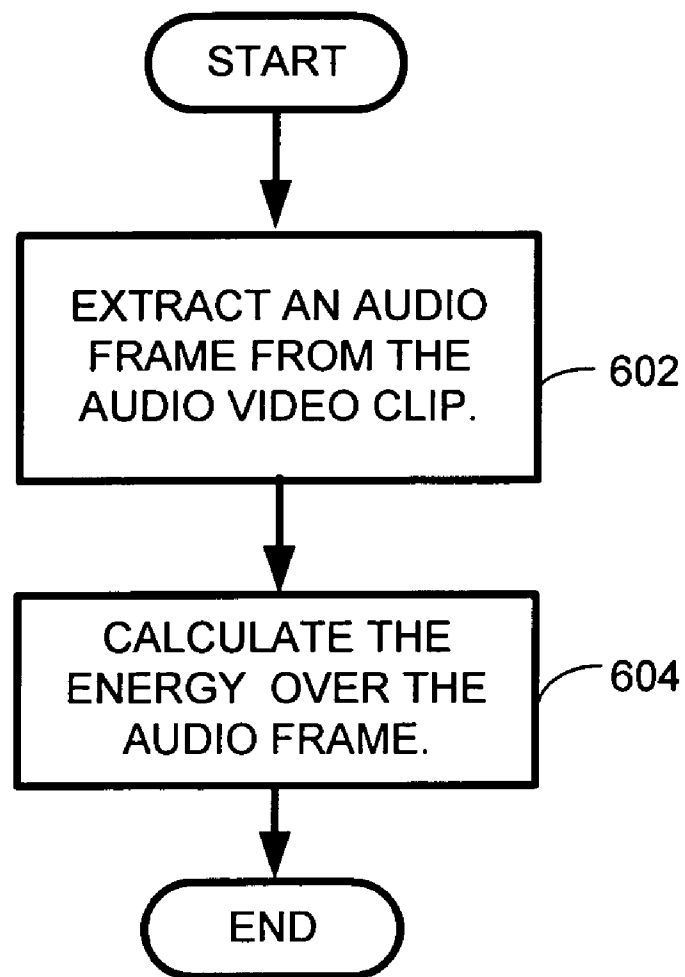 START
EXTRACT AN AUDIO
FRAME FROM THE
AUDIO VIDEO CLIP.
602
CALCULATE THE
ENERGY OVER THE
AUDIO FRAME.
604
END